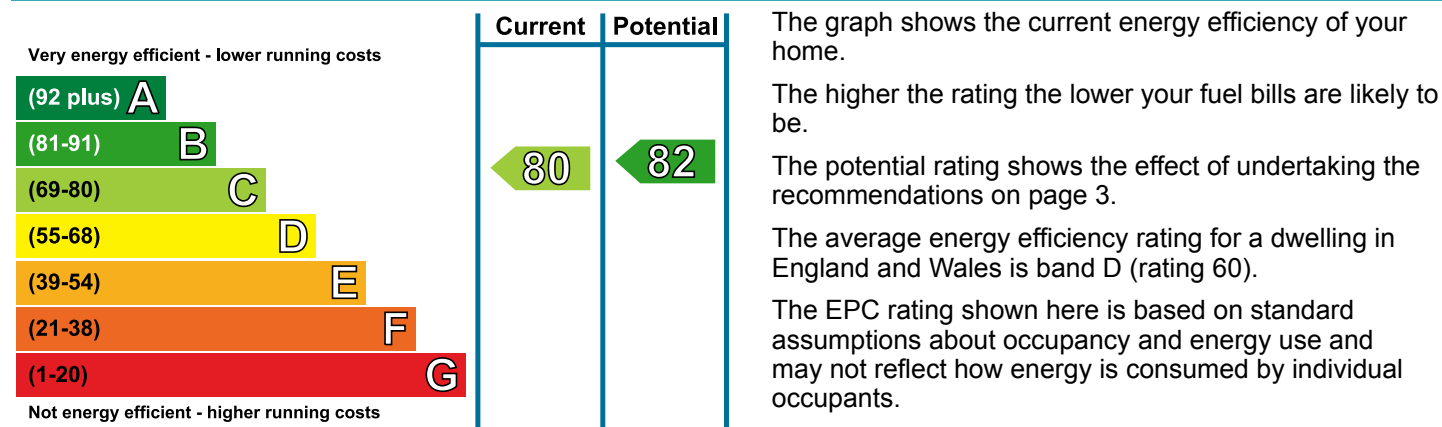 Current Potential
Very energy efficient - lower running costs
(92 plus) A
(81-91) B
(69-80) C
(55-68) D
(39-54) E
(21-38) F
(1-20) G
Not energy efficient - higher running costs
80
82
The graph shows the current energy efficiency of your
home.
The higher the rating the lower your fuel bills are likely to
be.
The potential rating shows the effect of undertaking the
recommendations on page 3.
The average energy efficiency rating for a dwelling in
England and Wales is band D (rating 60).
The EPC rating shown here is based on standard
assumptions about occupancy and energy use and
may not reflect how energy is consumed by individual
occupants.